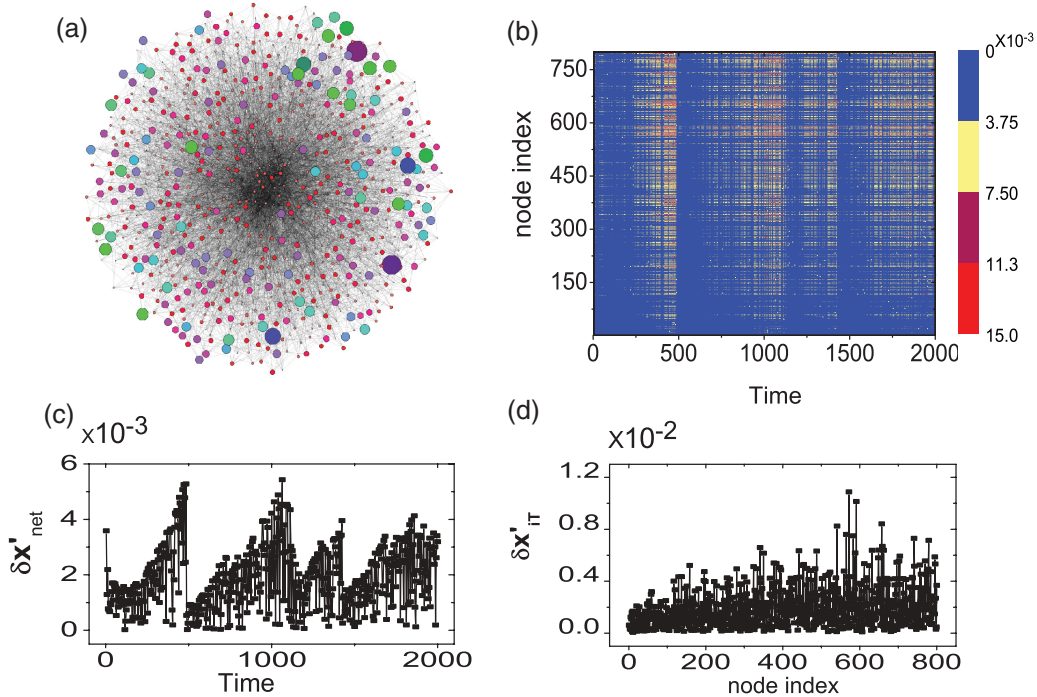 (a)
(b)
X10-3
750
600
450
300
150
node index
0 500 1000 1500 2000
Time
0
3.75
7.50
11.3
15.0
(c)
X10-3
6
4
2
0
δx'net
0 1000 2000
Time
(d)
X10-2
1.2
0.8
0.4
0.0
δx'iT
0 200 400 600 800
node index